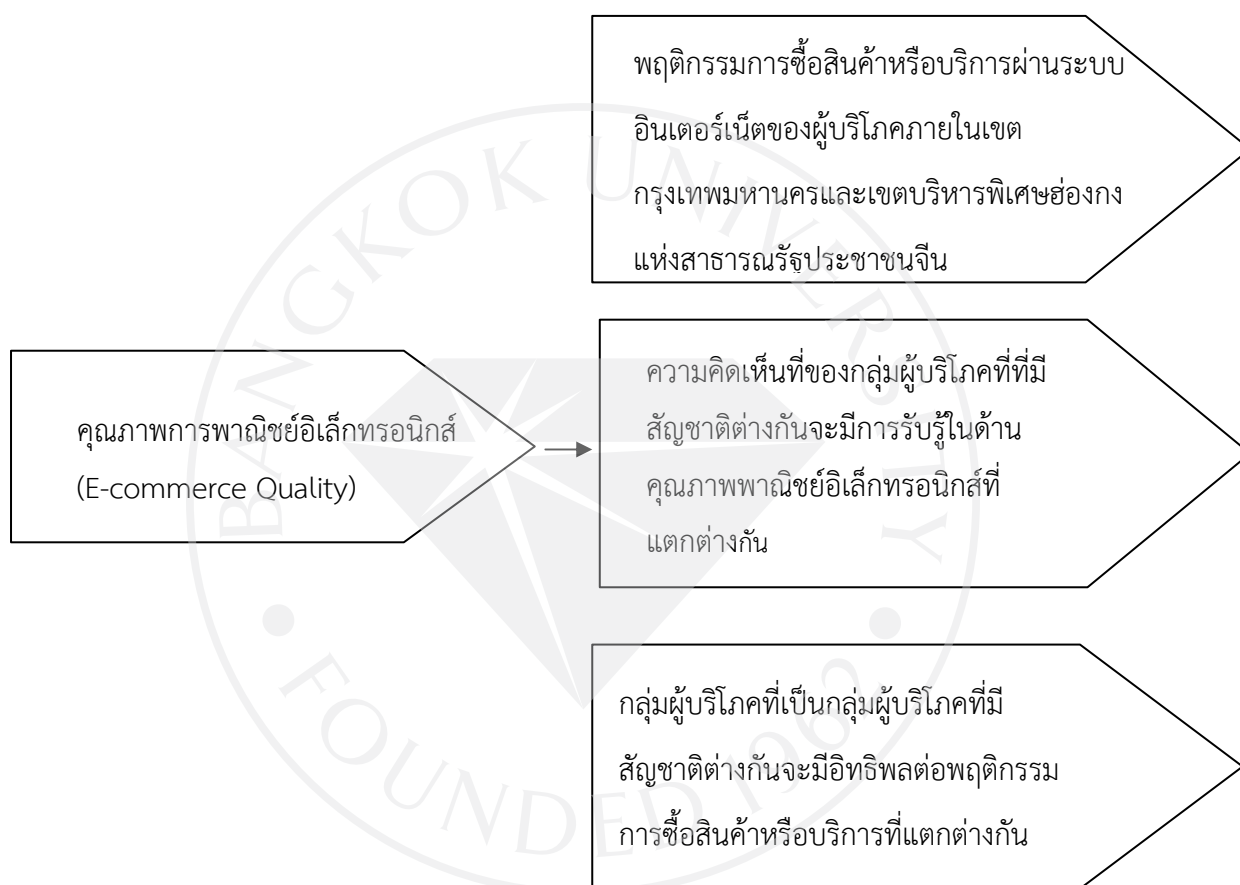 พฤติกรรมการซื้อสินค้าหรือบริการผ่านระบบ
อินเตอร์เน็ตของผู้บริโภคภายในเขต
กรุงเทพมหานครและเขตบริหารพิเศษฮ่องกง
แห่งสาธารณรัฐประชาชนจีน
คุณภาพการพาณิชย์อิเล็กทรอนิกส์
(E-commerce Quality)
ความคิดเห็นที่ของกลุ่มผู้บริโภคที่ที่มี
สัญชาติต่างกันจะมีการรับรู้ในด้าน
คุณภาพพาณิชย์อิเล็กทรอนิกส์ที่
แตกต่างกัน
กลุ่มผู้บริโภคที่เป็นกลุ่มผู้บริโภคที่มี
สัญชาติต่างกันจะมีอิทธิพลต่อพฤติกรรม
การซื้อสินค้าหรือบริการที่แตกต่างกัน
BANGKOK UNIVERSITY
FOUNDED 1962